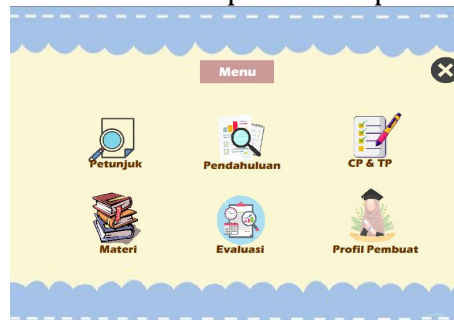 Menu
Petunjuk
Pendahuluan
CP & TP
Materi
Evaluasi
Profil Pembuat